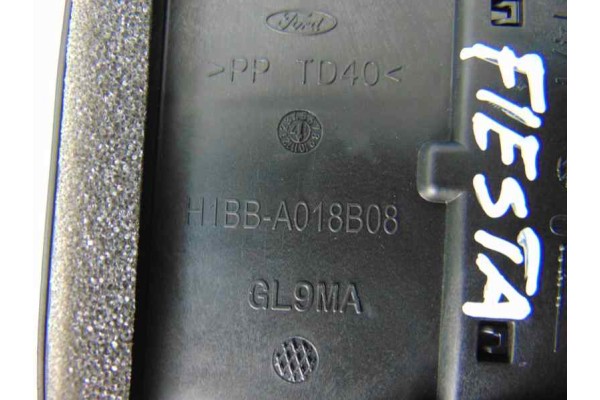 Ford
>PP TD40<
H1BB-A018B08
GL9MA
FIESTA